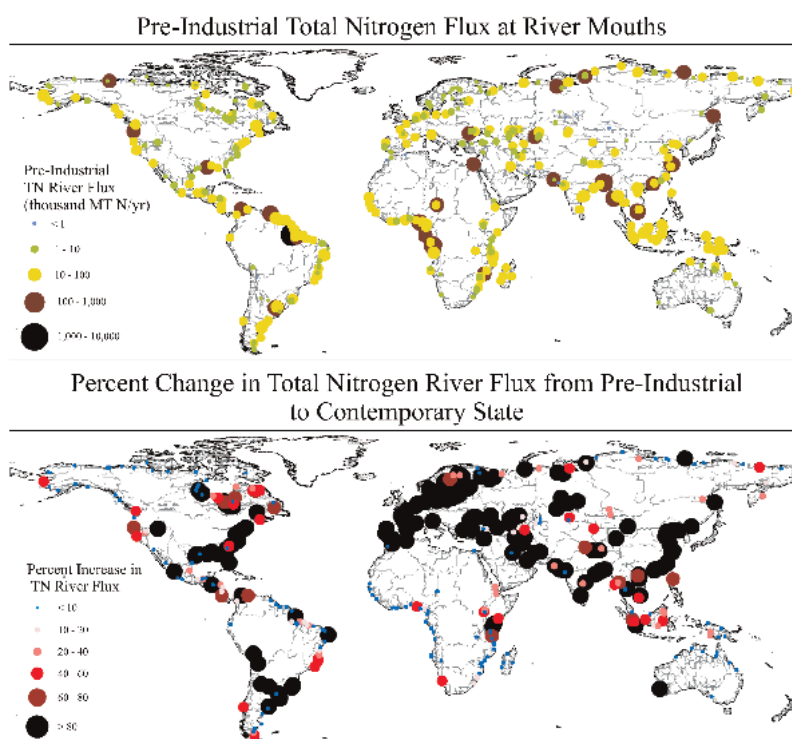 Pre-Industrial Total Nitrogen Flux at River Mouths
Pre-Industrial
TN River Flux
(thousand MT N/yr)
< 1
1 - 10
10 - 100
100 - 1,000
1,000 - 10,000
Percent Change in Total Nitrogen River Flux from Pre-Industrial
to Contemporary State
Percent Increase in
TN River Flux
< 10
20 - 40
40 - 60
60 - 80
> 80